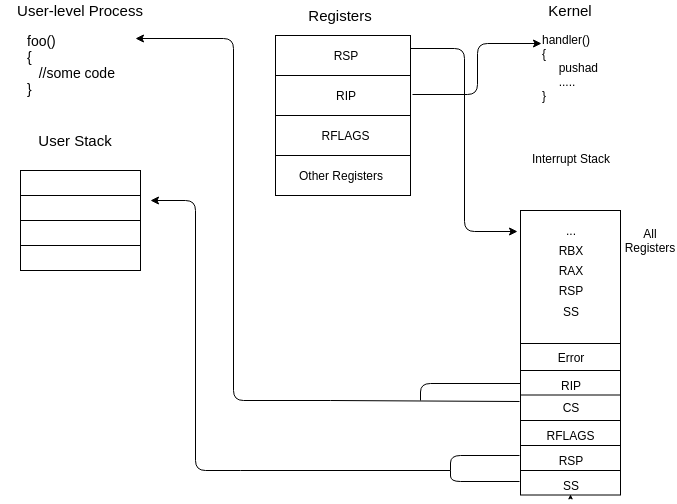 User-level Process
foo()
{
//some code
}
User Stack
Registers
RSP
RIP
RFLAGS
Other Registers
Kernel
handler()
{
pushad
.....
}
Interrupt Stack
...
RBX
RAX
RSP
SS
All
Registers
Error
RIP
CS
RFLAGS
RSP
SS